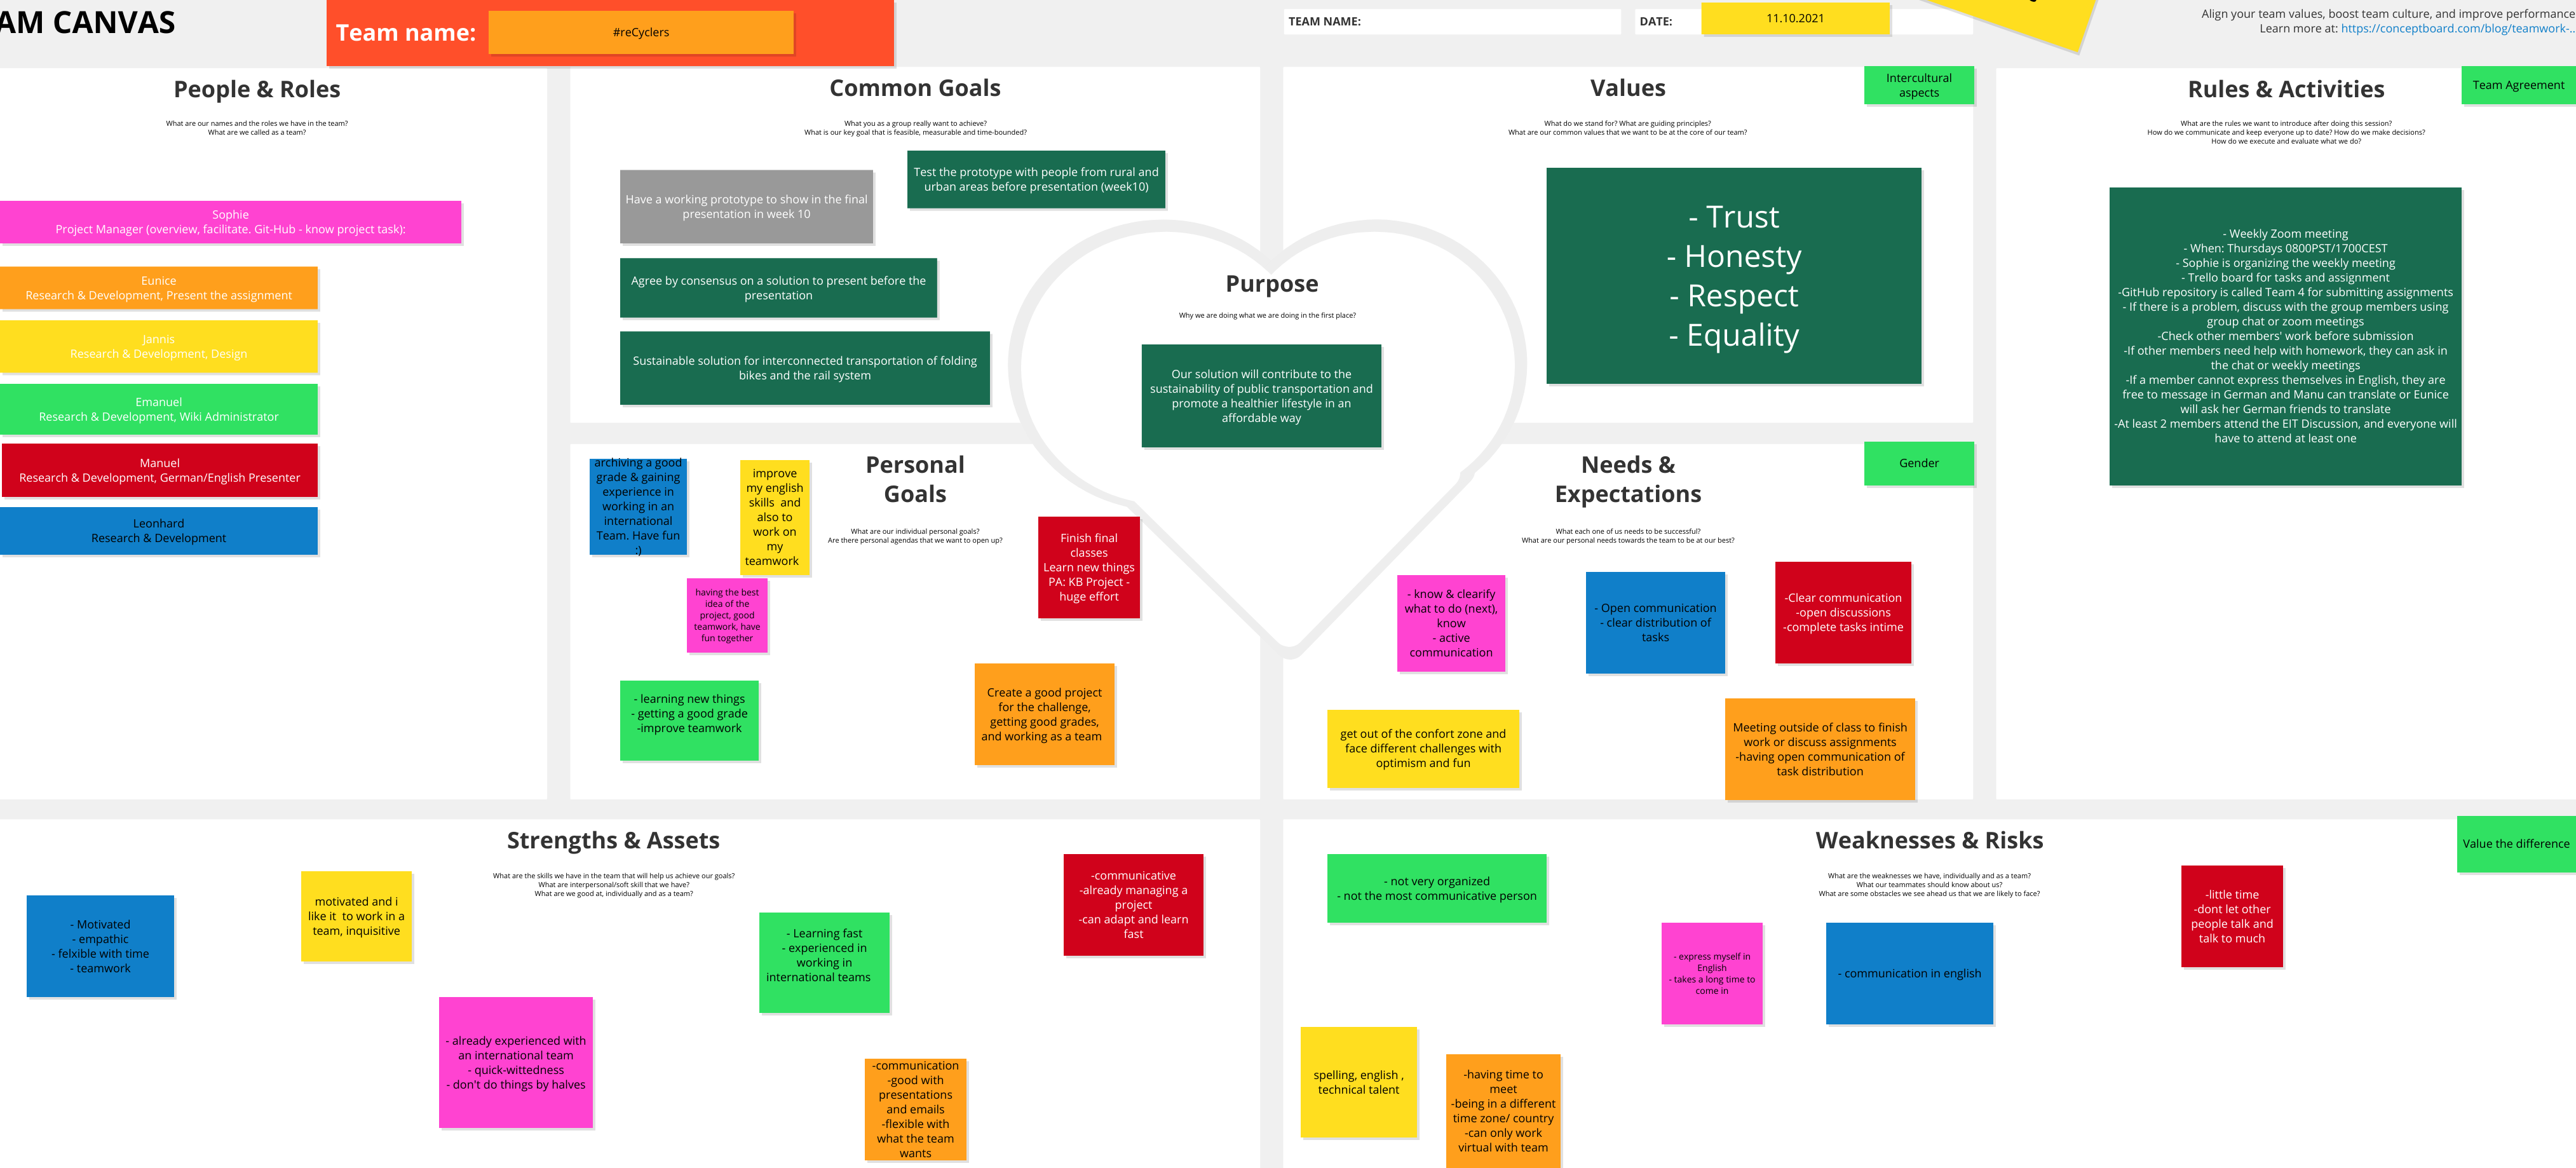 AM CANVAS
Team name:
#reCyclers
TEAM NAME:
DATE:
11.10.2021
Align your team values, boost team culture, and improve performance
Learn more at: https://conceptboard.com/blog/teamwork-..
People & Roles
What are our names and the roles we have in the team?
What are we called as a team?
Sophie
Project Manager (overview, facilitate. Git-Hub - know project task):
Eunice
Research & Development, Present the assignment
Jannis
Research & Development, Design
Emanuel
Research & Development, Wiki Administrator
Manuel
Research & Development, German/English Presenter
Leonhard
Research & Development
Common Goals
What you as a group really want to achieve?
What is our key goal that is feasible, measurable and time-bounded?
Test the prototype with people from rural and
urban areas before presentation (week10)
Have a working prototype to show in the final
presentation in week 10
Agree by consensus on a solution to present before the
presentation
Sustainable solution for interconnected transportation of folding
bikes and the rail system
Purpose
Why we are doing what we are doing in the first place?
Our solution will contribute to the
sustainability of public transportation and
promote a healthier lifestyle in an
affordable way
Values
Intercultural
aspects
What do we stand for? What are guiding principles?
What are our common values that we want to be at the core of our team?
- Trust
- Honesty
- Respect
- Equality
Rules & Activities
Team Agreement
What are the rules we want to introduce after doing this session?
How do we communicate and keep everyone up to date? How do we make decisions?
How do we execute and evaluate what we do?
- Weekly Zoom meeting
- When: Thursdays 0800PST/1700CEST
- Sophie is organizing the weekly meeting
- Trello board for tasks and assignment
-GitHub repository is called Team 4 for submitting assignments
- If there is a problem, discuss with the group members using
group chat or zoom meetings
-Check other members' work before submission
-If other members need help with homework, they can ask in
the chat or weekly meetings
-If a member cannot express themselves in English, they are
free to message in German and Manu can translate or Eunice
will ask her German friends to translate
-At least 2 members attend the EIT Discussion, and everyone will
have to attend at least one
Personal
Goals
What are our individual personal goals?
Are there personal agendas that we want to open up?
archiving a good
grade & gaining
experience in
working in an
international
Team. Have fun
:)
improve
my english
skills and
also to
work on
my
teamwork
Finish final
classes
Learn new things
PA: KB Project -
huge effort
having the best
idea of the
project, good
teamwork, have
fun together
- learning new things
- getting a good grade
-improve teamwork
Create a good project
for the challenge,
getting good grades,
and working as a team
Needs &
Expectations
Gender
What each one of us needs to be successful?
What are our personal needs towards the team to be at our best?
- know & clearify
what to do (next),
know
- active
communication
- Open communication
- clear distribution of
tasks
-Clear communication
-open discussions
-complete tasks intime
get out of the confort zone and
face different challenges with
optimism and fun
Meeting outside of class to finish
work or discuss assignments
-having open communication of
task distribution
Strengths & Assets
What are the skills we have in the team that will help us achieve our goals?
What are interpersonal/soft skill that we have?
What are we good at, individually and as a team?
- Motivated
- empathic
- felxible with time
- teamwork
motivated and i
like it to work in a
team, inquisitive
- already experienced with
an international team
- quick-wittedness
- don't do things by halves
- Learning fast
- experienced in
working in
international teams
-communication
-good with
presentations
and emails
-flexible with
what the team
wants
-communicative
-already managing a
project
-can adapt and learn
fast
Weaknesses & Risks
Value the difference
What are the weaknesses we have, individually and as a team?
What our teammates should know about us?
What are some obstacles we see ahead us that we are likely to face?
- not very organized
- not the most communicative person
- express myself in
English
- takes a long time to
come in
- communication in english
-little time
-dont let other
people talk and
talk to much
spelling, english ,
technical talent
-having time to
meet
-being in a different
time zone/ country
-can only work
virtual with team